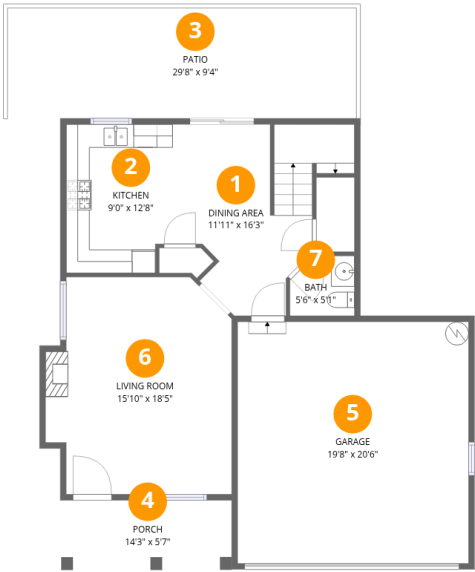 3
PATIO
29'8" x 9'4"
2
KITCHEN
9'0" x 12'8"
1
DINING AREA
11'11" x 16'3"
7
BATH
5'6" x 5'1"
6
LIVING ROOM
15'10" x 18'5"
5
GARAGE
19'8" x 20'6"
4
PORCH
14'3" x 5'7"